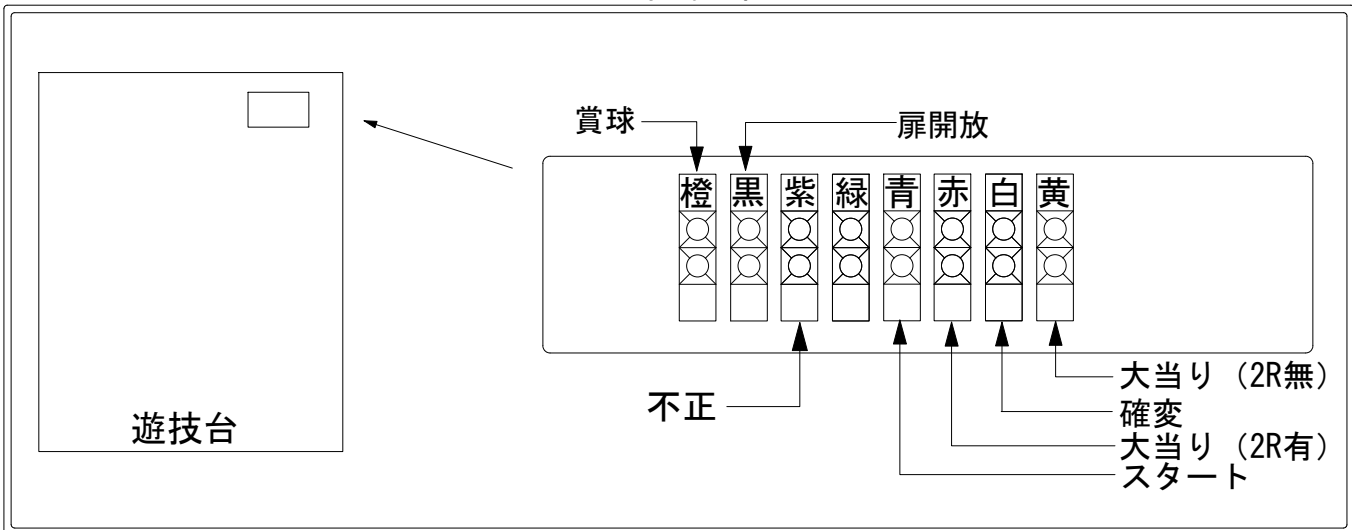 賞球
扉開放
橙 黒 紫 緑 青 赤 白 黄
大当り（2R無）
不正
確変
遊技台
大当り（2R有）
スタート